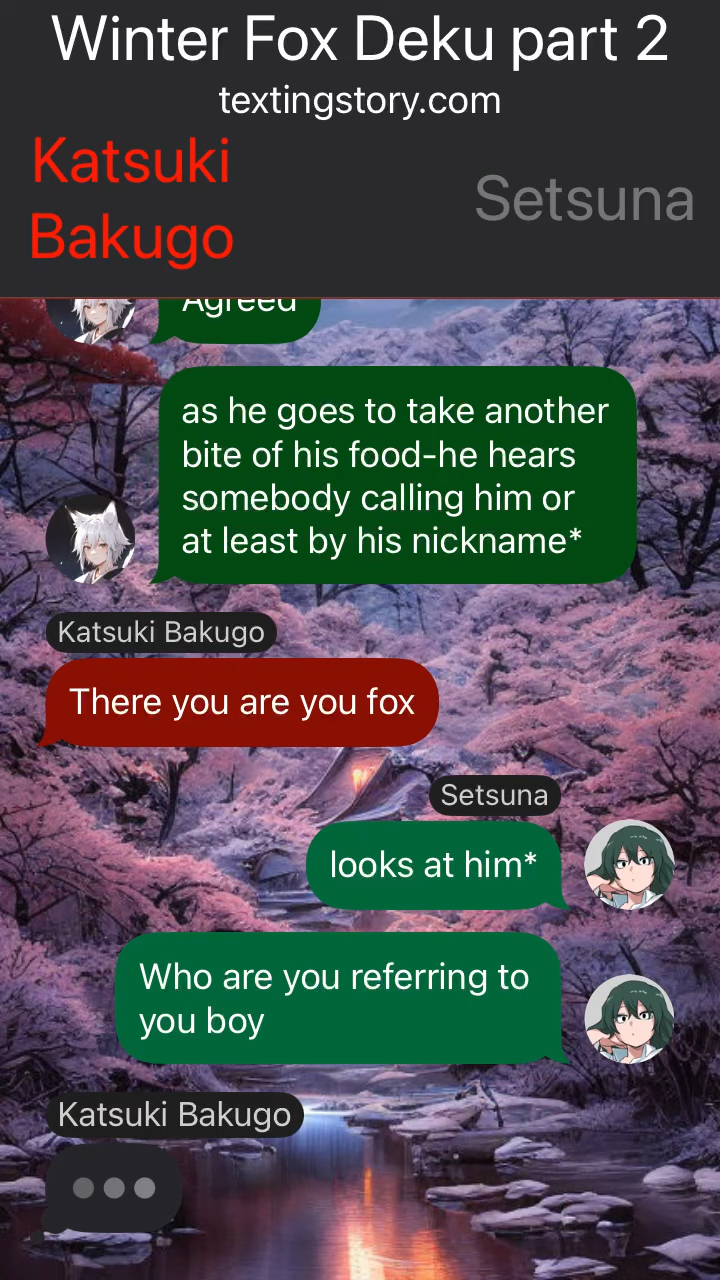 Winter Fox Deku part 2
textingstory.com
Katsuki
Bakugo
Setsuna
Agreed
as he goes to take another
bite of his food-he hears
somebody calling him or
at least by his nickname*
Katsuki Bakugo
There you are you fox
Setsuna
looks at him*
Who are you referring to
you boy
Katsuki Bakugo